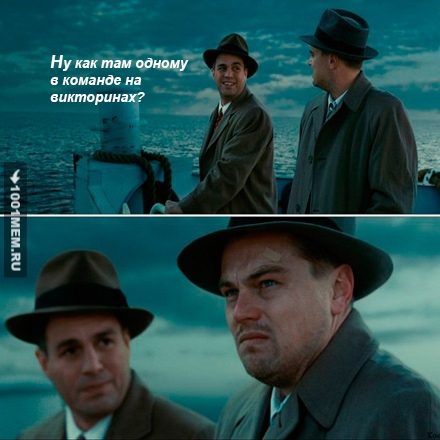 Ну как там одному
в команде на
викторинах?
1001MEM.RU